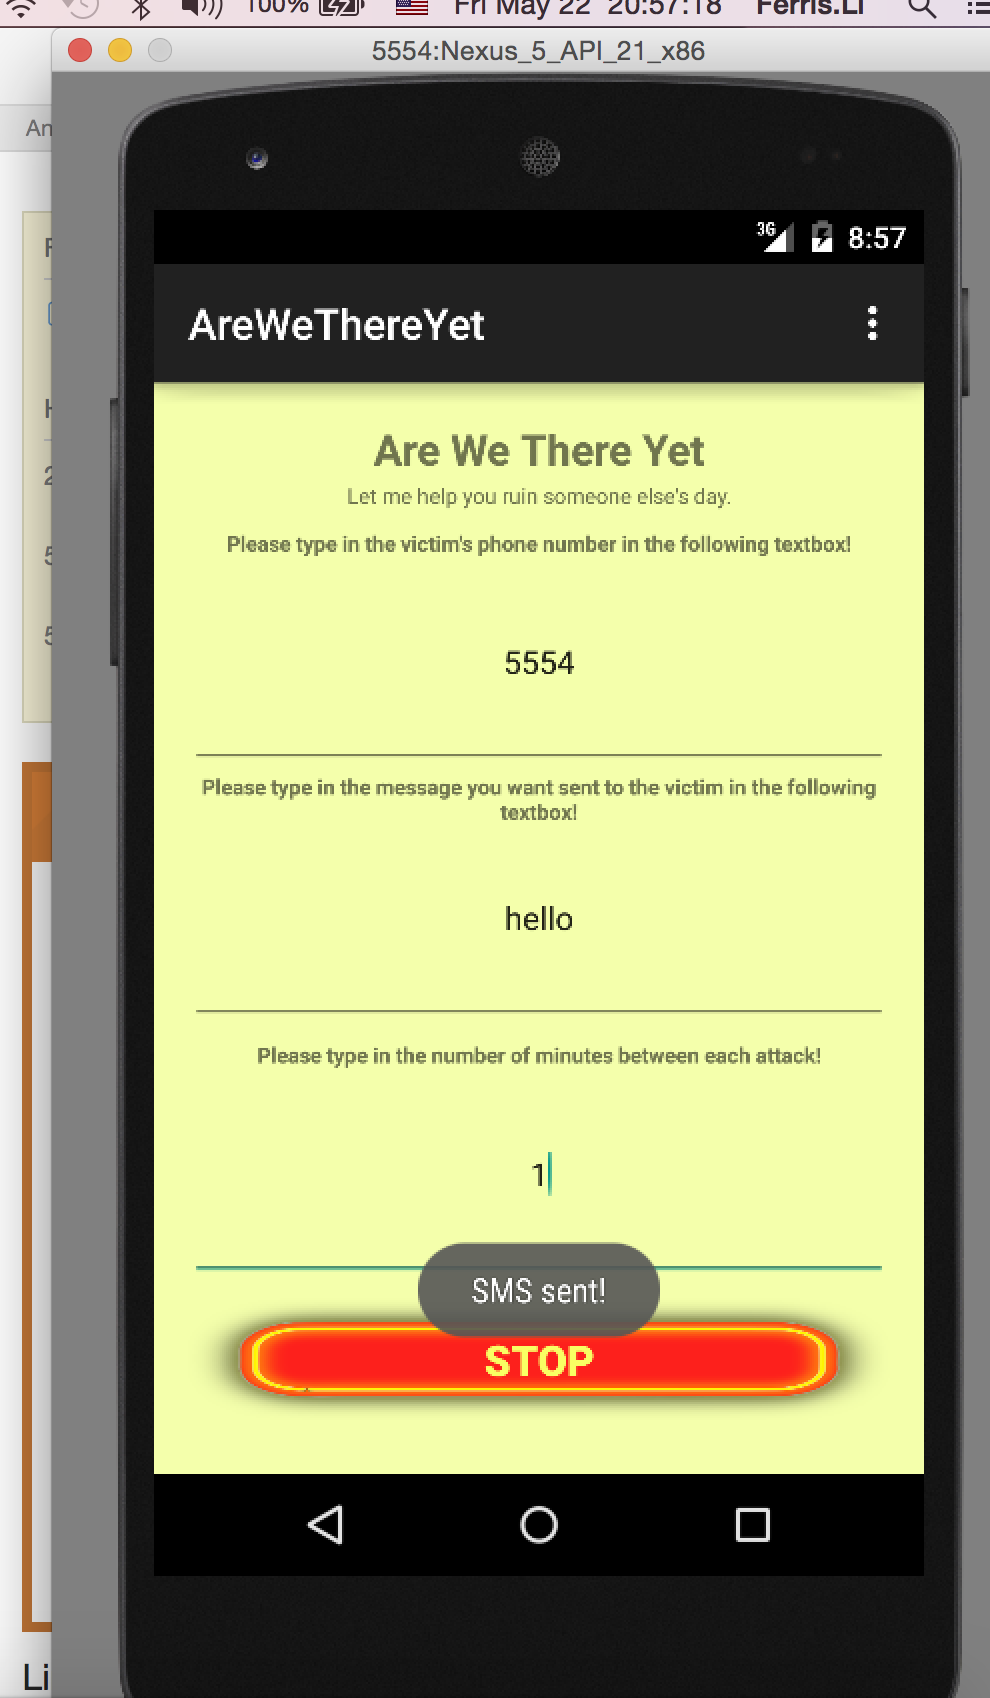 100% Fri May 22 20:57:18 Ferris.Li
5554:Nexus_5_API_21_x86
An
3G 8:57
AreWeThereYet
Are We There Yet
Let me help you ruin someone else's day.
Please type in the victim's phone number in the following textbox!
5554
Please type in the message you want sent to the victim in the following
textbox!
hello
Please type in the number of minutes between each attack!
1
SMS sent!
STOP
Li